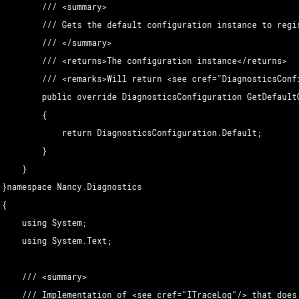 /// <summary>
/// Gets the default configuration instance to
/// </summary>
/// <returns>The configuration instance</returns>
/// <remarks>Will return <see cref="DiagnosticsConfi
public override DiagnosticsConfiguration GetDefault
{
return DiagnosticsConfiguration.Default;
}
}
}namespace Nancy.Diagnostics
{
using System;
using System.Text;
/// <summary>
/// Implementation of <see cref="ITraceLog"/> that does